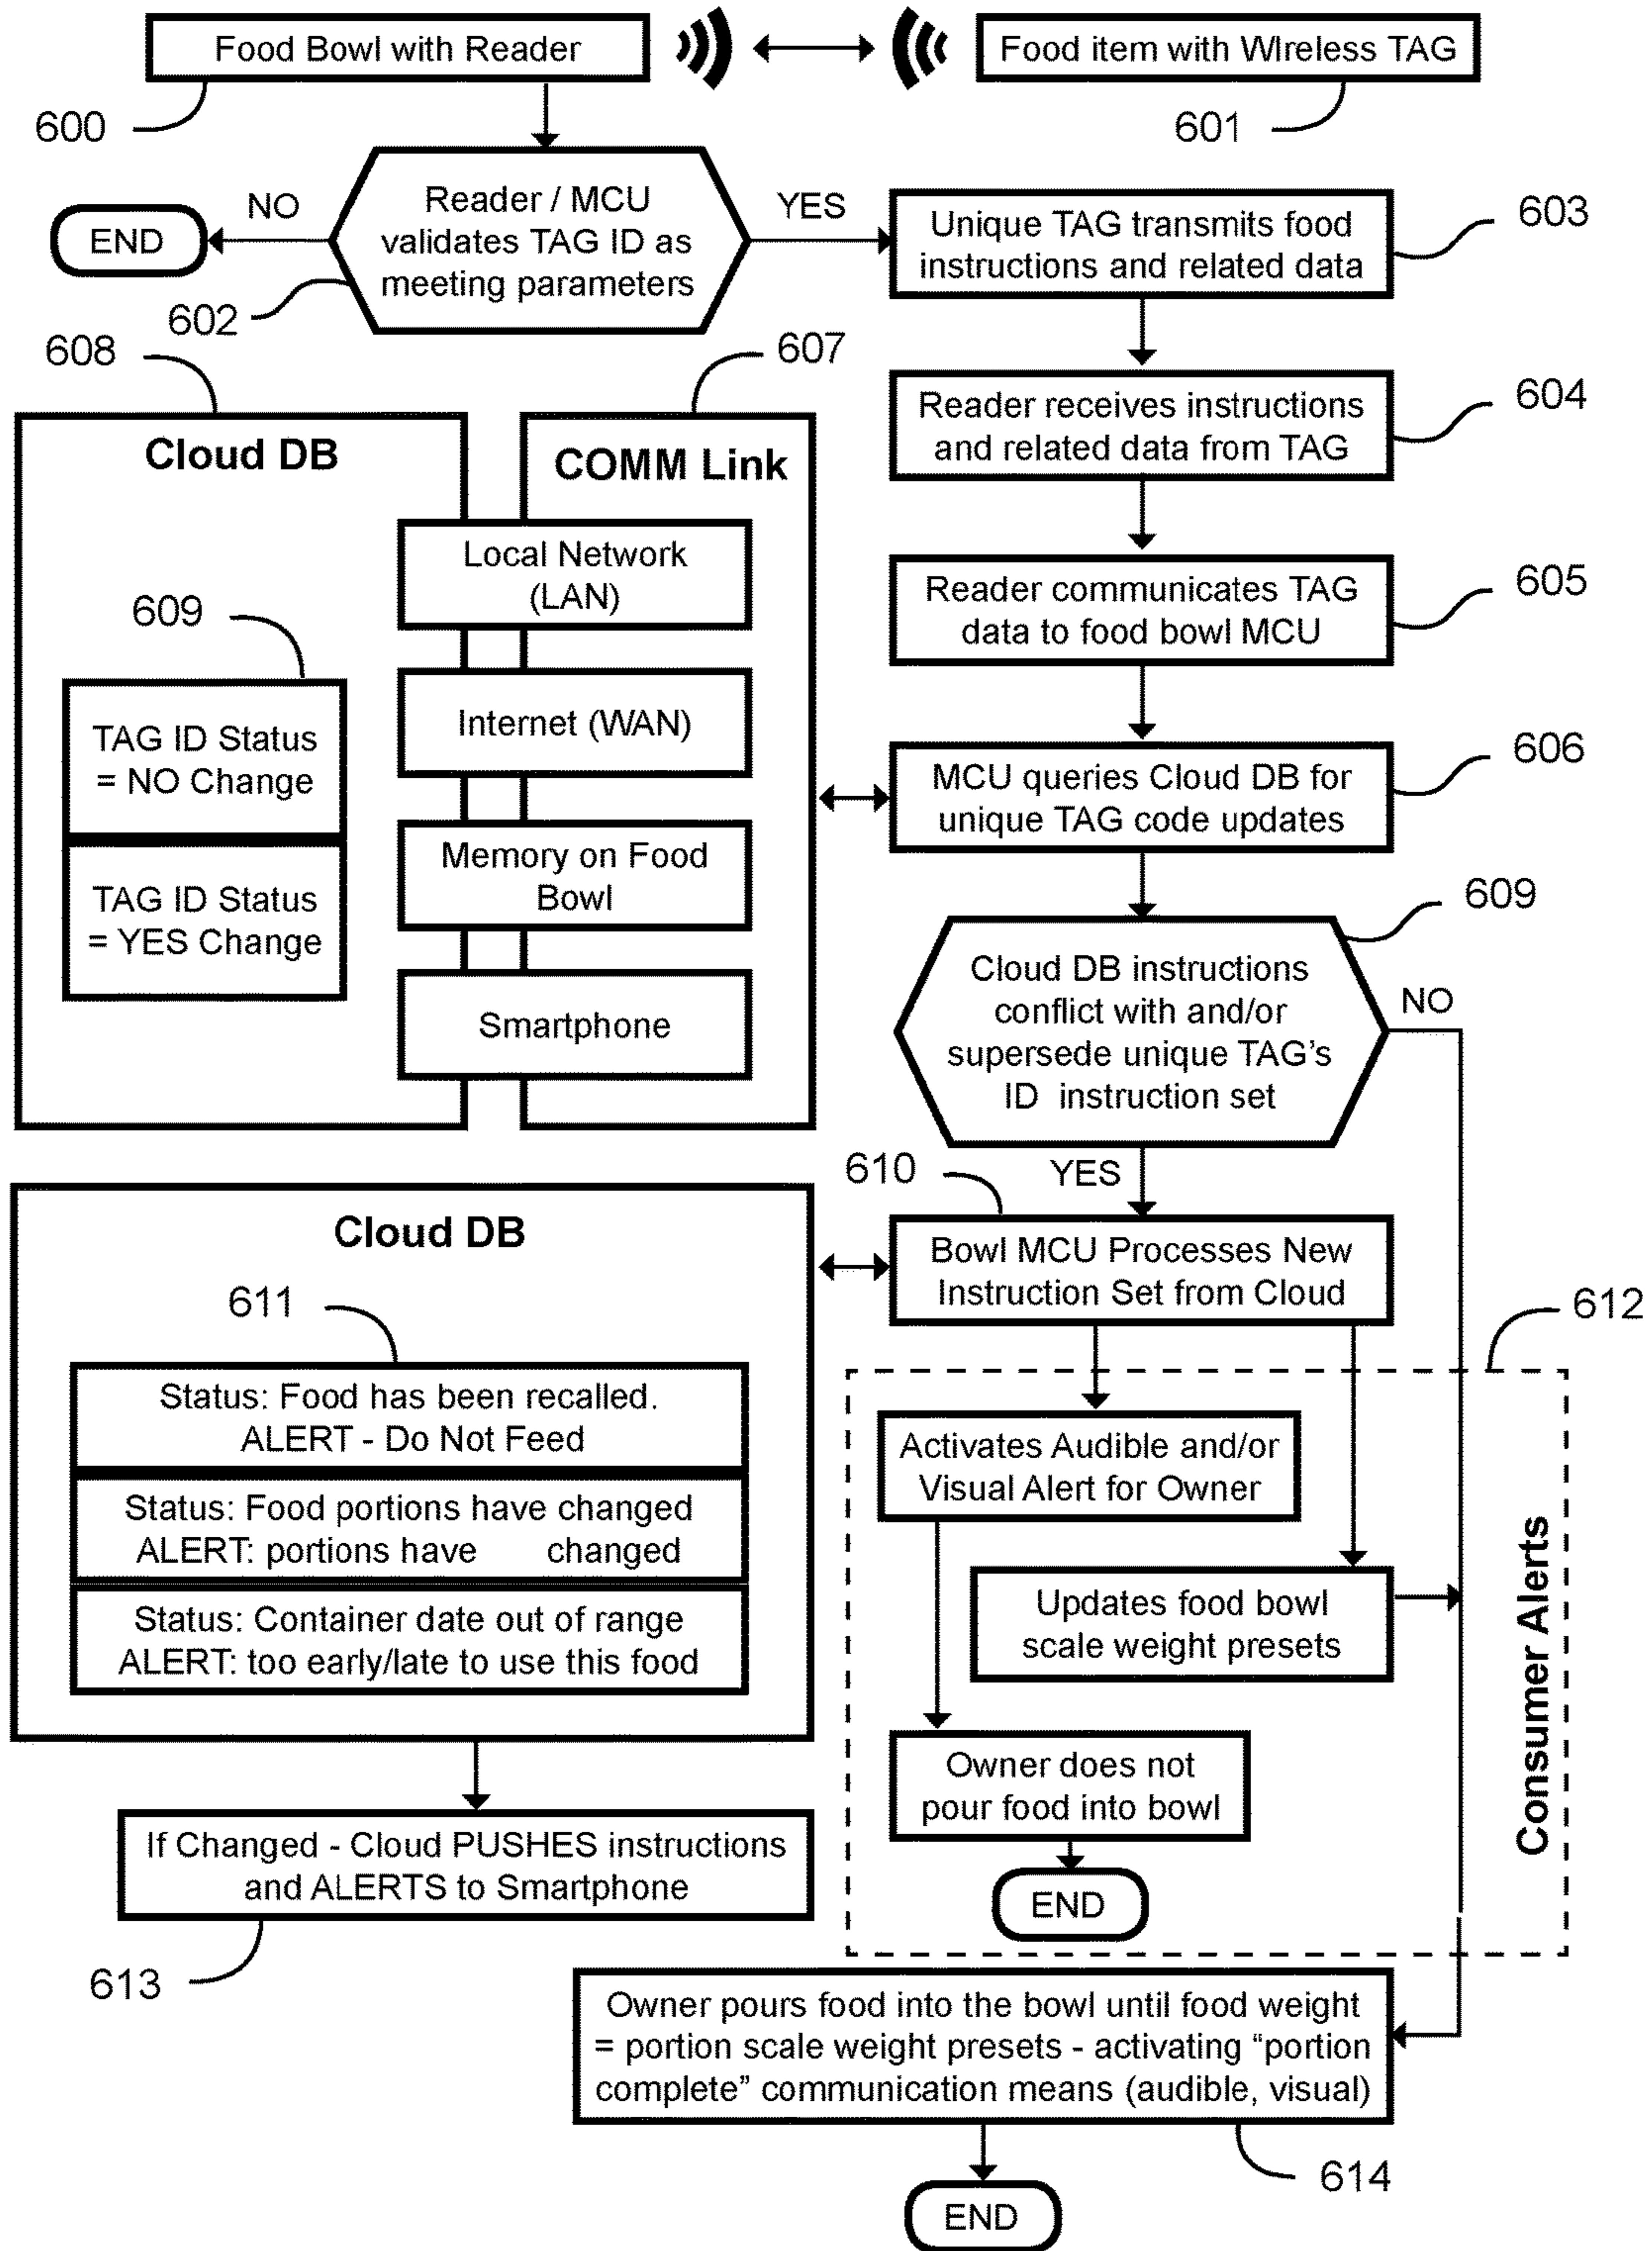 Food Bowl with Reader
Food item with WIreless TAG
600
601
Reader / MCU
validates TAG ID as
meeting parameters
NO
YES
END
602
Unique TAG transmits food
instructions and related data
603
Reader receives instructions
and related data from TAG
604
Reader communicates TAG
data to food bowl MCU
605
MCU queries Cloud DB for
unique TAG code updates
606
608
607
Cloud DB
COMM Link
Local Network
(LAN)
Internet (WAN)
Memory on Food
Bowl
Smartphone
609
TAG ID Status
= NO Change
TAG ID Status
= YES Change
609
Cloud DB instructions
conflict with and/or
supersede unique TAG's
ID instruction set
NO
YES
610
Bowl MCU Processes New
Instruction Set from Cloud
Cloud DB
611
Status: Food has been recalled.
ALERT - Do Not Feed
Status: Food portions have changed
ALERT: portions have changed
Status: Container date out of range
ALERT: too early/late to use this food
612
Activates Audible and/or
Visual Alert for Owner
Updates food bowl
scale weight presets
Owner does not
pour food into bowl
END
Consumer Alerts
If Changed - Cloud PUSHES instructions
and ALERTS to Smartphone
613
Owner pours food into the bowl until food weight
= portion scale weight presets - activating “portion
complete” communication means (audible, visual)
614
END